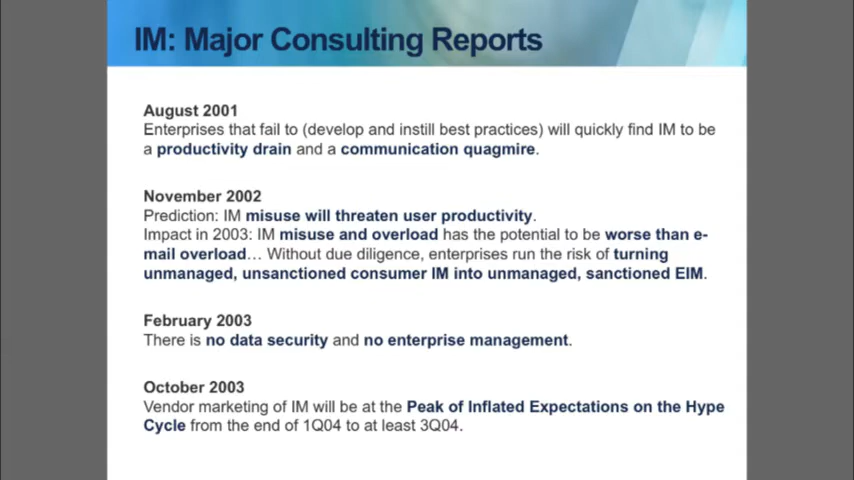 IM: Major Consulting Reports
August 2001
Enterprises that fail to (develop and instill best practices) will quickly find IM to be
a productivity drain and a communication quagmire.
November 2002
Prediction: IM misuse will threaten user productivity.
Impact in 2003: IM misuse and overload has the potential to be worse than e-
mail overload… Without due diligence, enterprises run the risk of turning
unmanaged, unsanctioned consumer IM into unmanaged, sanctioned EIM.
February 2003
There is no data security and no enterprise management.
October 2003
Vendor marketing of IM will be at the Peak of Inflated Expectations on the Hype
Cycle from the end of 1Q04 to at least 3Q04.